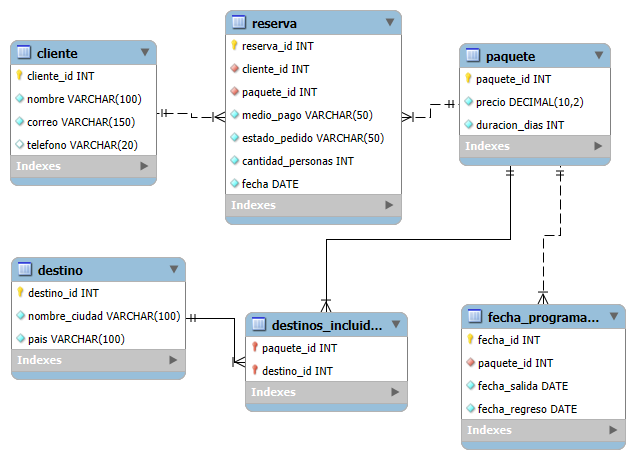 cliente
cliente_id INT
nombre VARCHAR(100)
correo VARCHAR(150)
telefono VARCHAR(20)
Indexes
reserva
reserva_id INT
cliente_id INT
paquete_id INT
medio_pago VARCHAR(50)
estado_pedido VARCHAR(50)
cantidad_personas INT
fecha DATE
Indexes
paquete
paquete_id INT
precio DECIMAL(10,2)
duracion_dias INT
Indexes
destino
destino_id INT
nombre_ciudad VARCHAR(100)
pais VARCHAR(100)
Indexes
destinos_incluid...
paquete_id INT
destino_id INT
Indexes
fecha_programa...
fecha_id INT
paquete_id INT
fecha_salida DATE
fecha_regreso DATE
Indexes